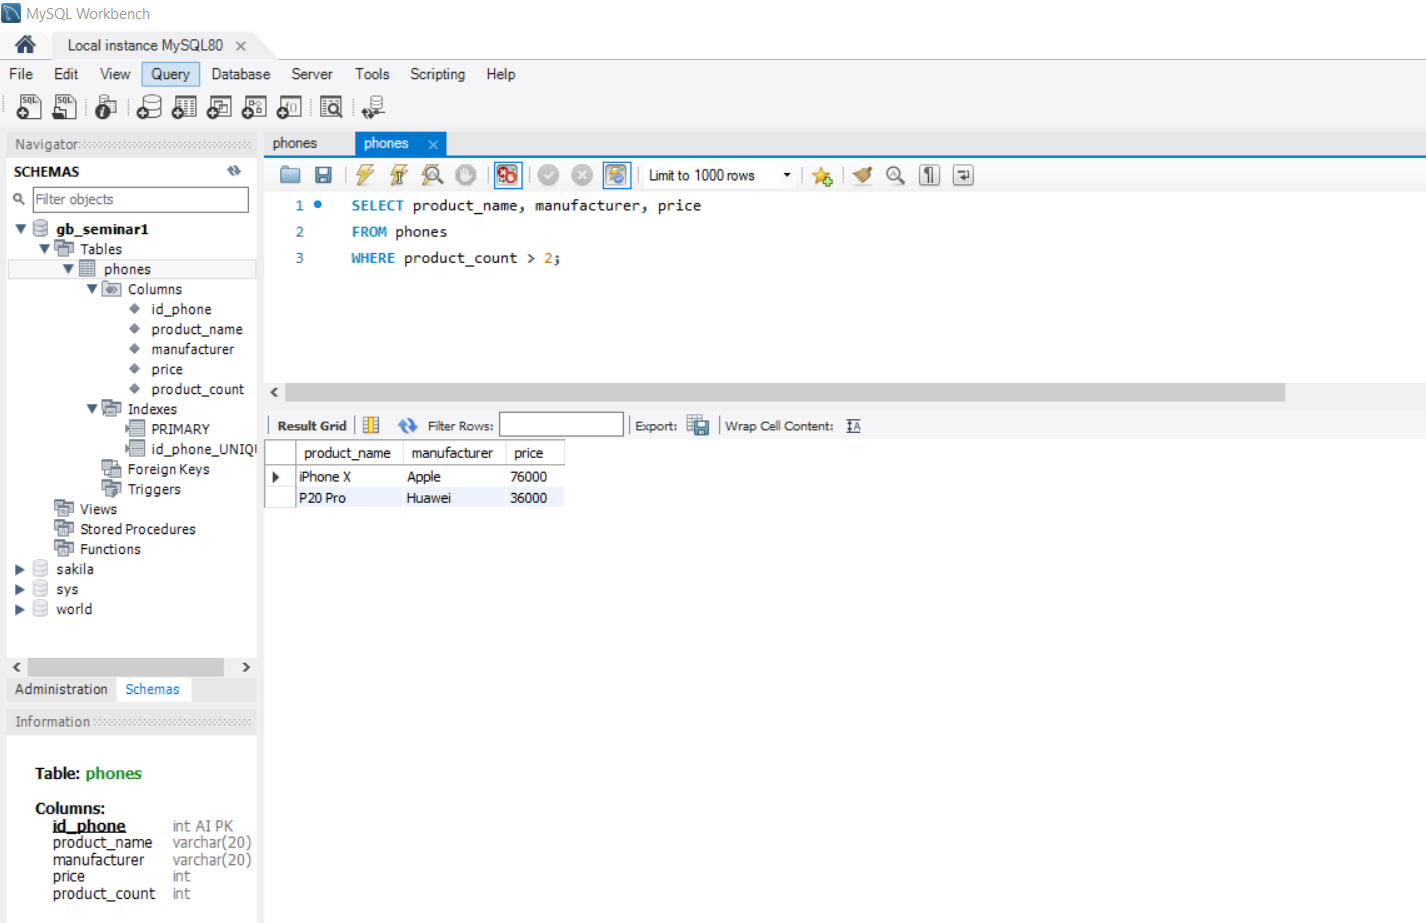 MySQL Workbench
Local instance MySQL80
File Edit View Query Database Server Tools Scripting Help
Navigator
SCHEMAS
Filter objects
gb_seminar1
Tables
phones
Columns
id_phone
product_name
manufacturer
price
product_count
Indexes
PRIMARY
id_phone_UNIQU
Foreign Keys
Triggers
Views
Stored Procedures
Functions
sakila
sys
world
Administration Schemas
Information
Table: phones
Columns:
id_phone int AI PK
product_name varchar(20)
manufacturer varchar(20)
price int
product_count int
phones phones
Limit to 1000 rows
1 SELECT product_name, manufacturer, price
2 FROM phones
3 WHERE product_count > 2;
Result Grid Filter Rows: Export: Wrap Cell Content:
product_name manufacturer price
iPhone X Apple 76000
P20 Pro Huawei 36000